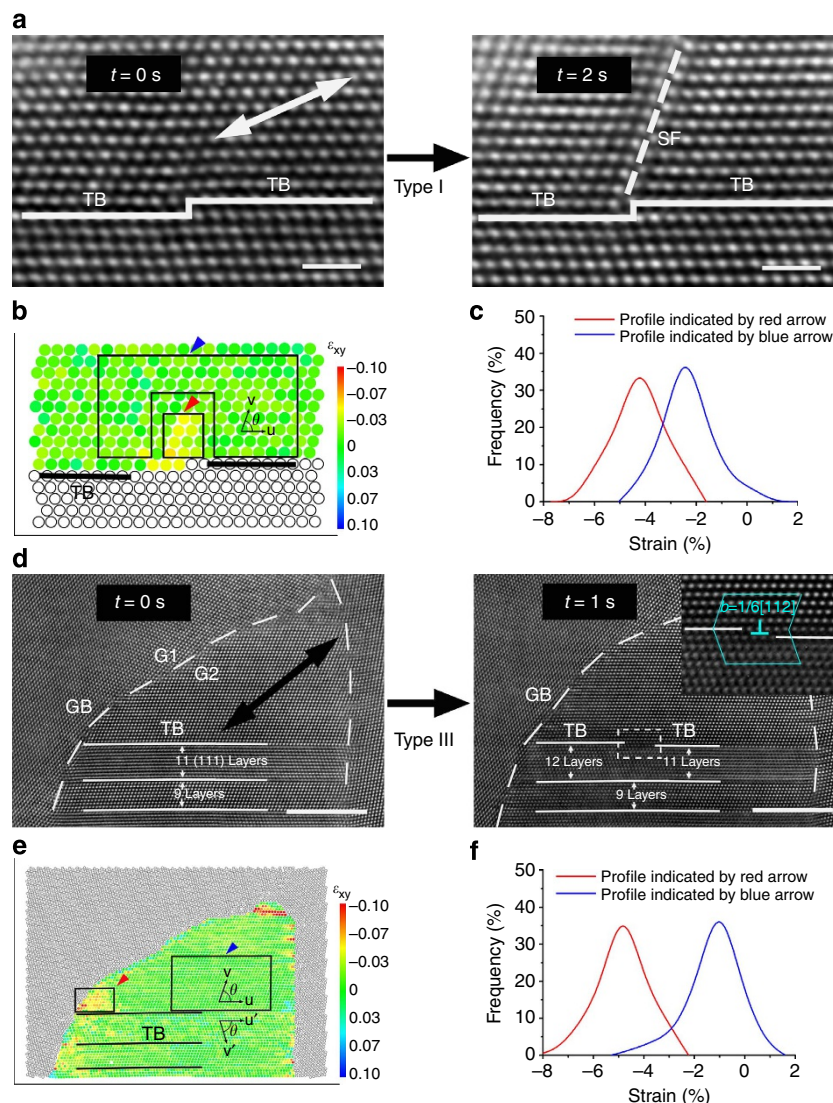 a
t = 0 s
TB
TB
Type I
t = 2 s
SF
TB
TB
b
εxy
−0.10
−0.07
−0.03
0
0.03
0.07
0.10
v
θ
u
TB
c
Profile indicated by red arrow
Profile indicated by blue arrow
Frequency (%)
50
40
30
20
10
0
−8 −6 −4 −2 0 2
Strain (%)
d
t = 0 s
G1
G2
GB
TB
11 (111) Layers
9 Layers
Type III
t = 1 s
b=1/6[112]
GB
TB TB
12 Layers 11 Layers
9 Layers
e
εxy
−0.10
−0.07
−0.03
0
0.03
0.07
0.10
v
θ
u
u′
θ
v′
TB
f
Profile indicated by red arrow
Profile indicated by blue arrow
Frequency (%)
50
40
30
20
10
0
−8 −6 −4 −2 0 2
Strain (%)